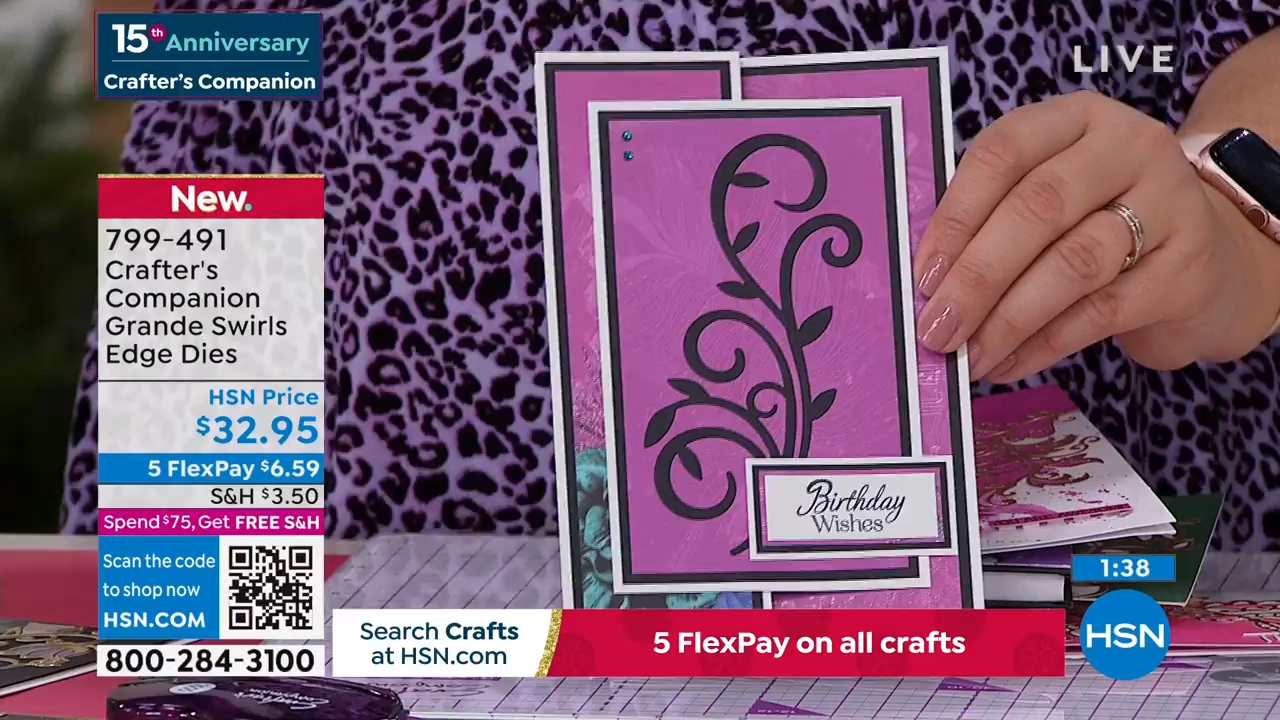 15th Anniversary
Crafter's Companion
LIVE
New.
799-491
Crafter's
Companion
Grande Swirls
Edge Dies
HSN Price
$32.95
5 FlexPay $6.59
S&H $3.50
Spend $75, Get FREE S&H
Scan the code
to shop now
HSN.COM
800-284-3100
Birthday
Wishes
1:38
Search Crafts
at HSN.com
5 FlexPay on all crafts
HSN
Crafter's
Companion